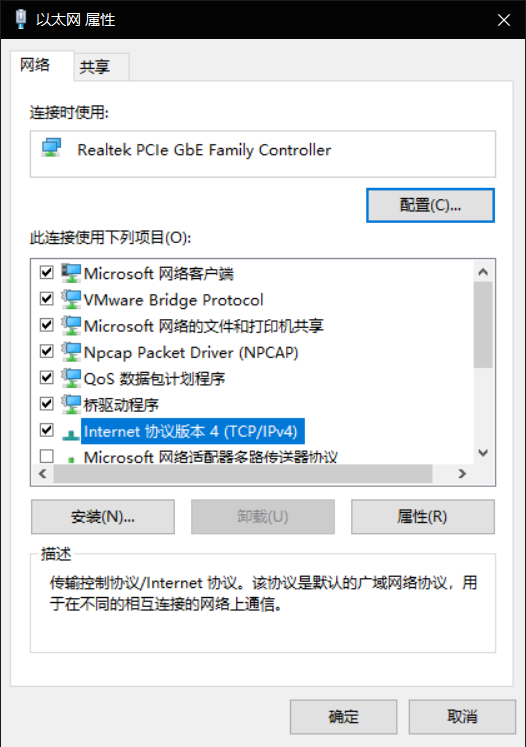 以太网 属性
网络
共享
连接时使用:
Realtek PCIe GbE Family Controller
配置(C)...
此连接使用下列项目(O):
Microsoft 网络客户端
VMware Bridge Protocol
Microsoft 网络的文件和打印机共享
Npcap Packet Driver (NPCAP)
QoS 数据包计划程序
桥驱动程序
Internet 协议版本 4 (TCP/IPv4)
Microsoft 网络适配器多路传送器协议
安装(N)...
卸载(U)
属性(R)
描述
传输控制协议/Internet 协议。该协议是默认的广域网络协议，用
于在不同的相互连接的网络上通信。
确定
取消